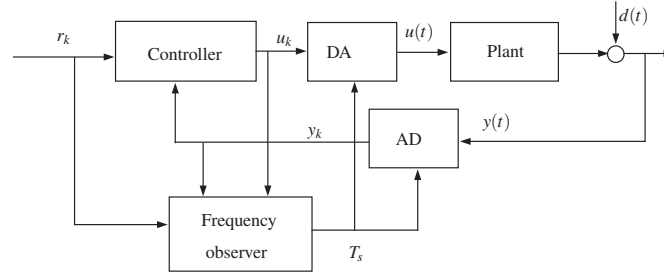 d(t)
r_k
Controller
u_k
DA
u(t)
Plant
y_k
AD
y(t)
Frequency
observer
T_s